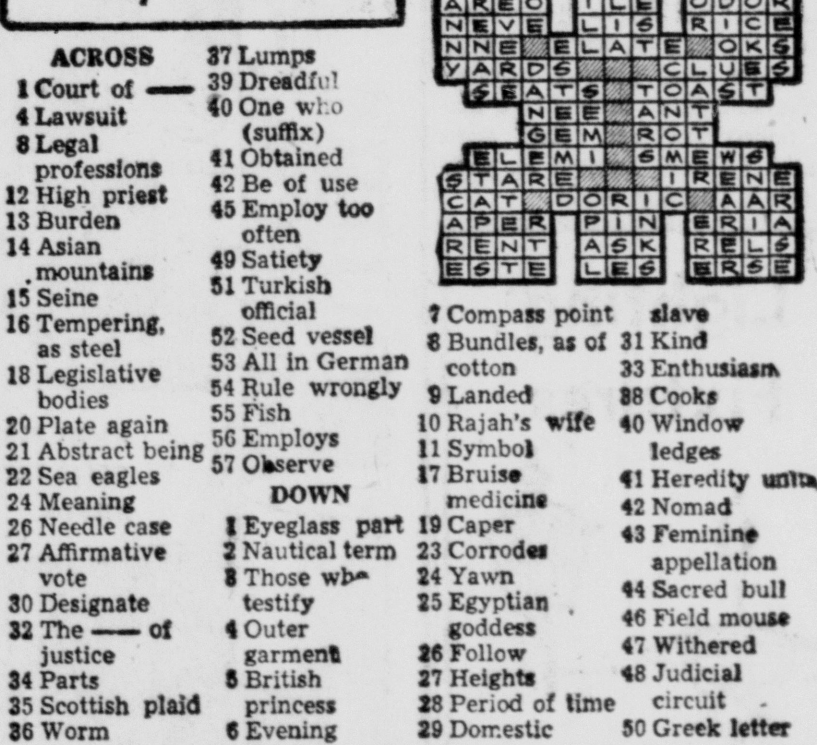 ACROSS
1 Court of —
4 Lawsuit
8 Legal
professions
12 High priest
13 Burden
14 Asian
mountains
15 Seine
16 Tempering,
as steel
18 Legislative
bodies
20 Plate again
21 Abstract being
22 Sea eagles
24 Meaning
26 Needle case
27 Affirmative
vote
30 Designate
32 The — of
justice
34 Parts
35 Scottish plaid
36 Worm
37 Lumps
39 Dreadful
40 One who
(suffix)
41 Obtained
42 Be of use
45 Employ too
often
49 Satiety
51 Turkish
official
52 Seed vessel
53 All in German
54 Rule wrongly
55 Fish
56 Employs
57 Observe
DOWN
1 Eyeglass part
2 Nautical term
3 Those who
testify
4 Outer
garment
5 British
princess
6 Evening
AREO ILE ODOR
NEVE LIS RICE
NNE ELATE OKS
YARDS CLUES
SEATS TOAST
NEE ANT
GEM ROT
ELEMI SMEWS
STARE IRENE
CAT DORIC AAR
APER PIN ERIA
RENT ASK RELS
ESTE LES ERSE
7 Compass point
8 Bundles, as of
cotton
9 Landed
10 Rajah's wife
11 Symbol
17 Bruise
medicine
19 Caper
23 Corrodes
24 Yawn
25 Egyptian
goddess
26 Follow
27 Heights
28 Period of time
29 Domestic
slave
31 Kind
33 Enthusiasm
38 Cooks
40 Window
ledges
41 Heredity units
42 Nomad
43 Feminine
appellation
44 Sacred bull
46 Field mouse
47 Withered
48 Judicial
circuit
50 Greek letter